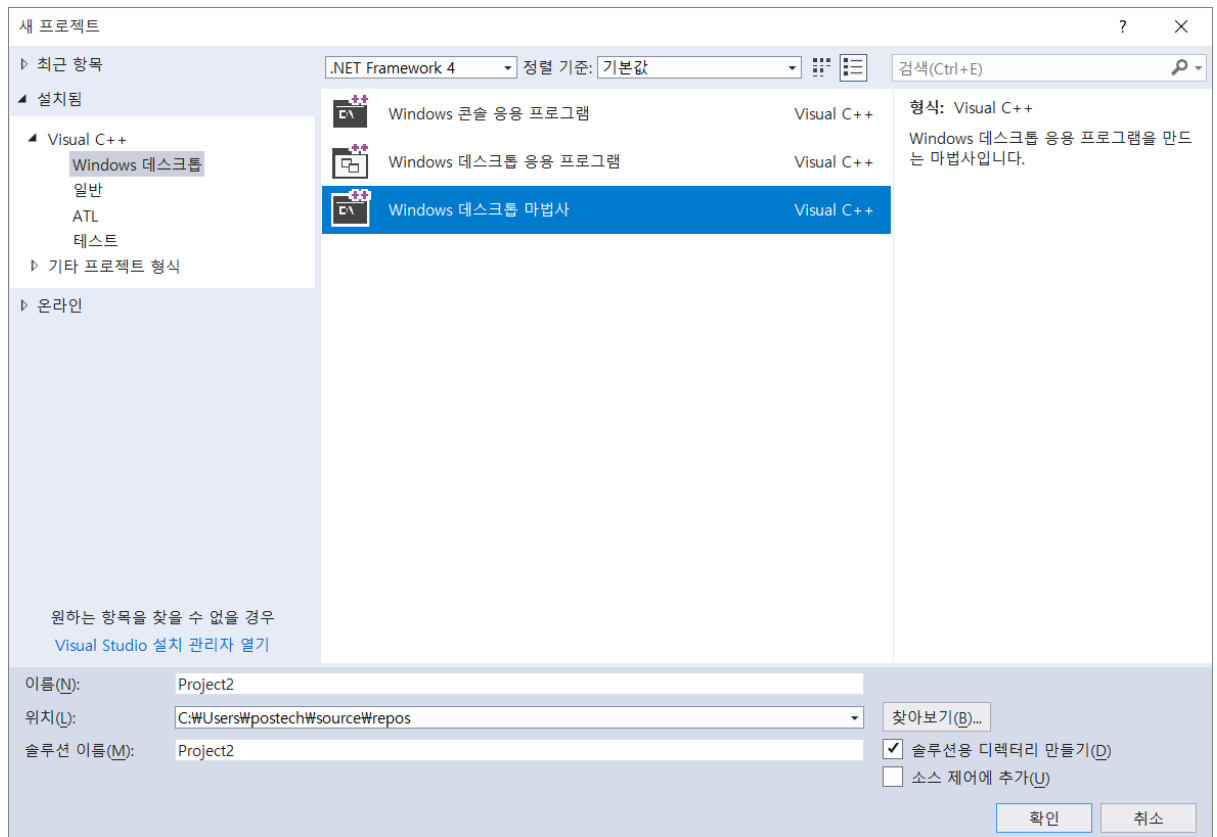 새 프로젝트
?
최근 항목
.NET Framework 4
정렬 기준:
기본값
검색(Ctrl+E)
설치됨
Visual C++
Windows 데스크톱
일반
ATL
테스트
기타 프로젝트 형식
온라인
Windows 콘솔 응용 프로그램 Visual C++
Windows 데스크톱 응용 프로그램 Visual C++
Windows 데스크톱 마법사 Visual C++
형식: Visual C++
Windows 데스크톱 응용 프로그램을 만드
는 마법사입니다.
원하는 항목을 찾을 수 없을 경우
Visual Studio 설치 관리자 열기
이름(N): Project2
위치(L): C:₩Users₩postech₩source₩repos
찾아보기(B)...
솔루션 이름(M): Project2
솔루션용 디렉터리 만들기(D)
소스 제어에 추가(U)
확인
취소